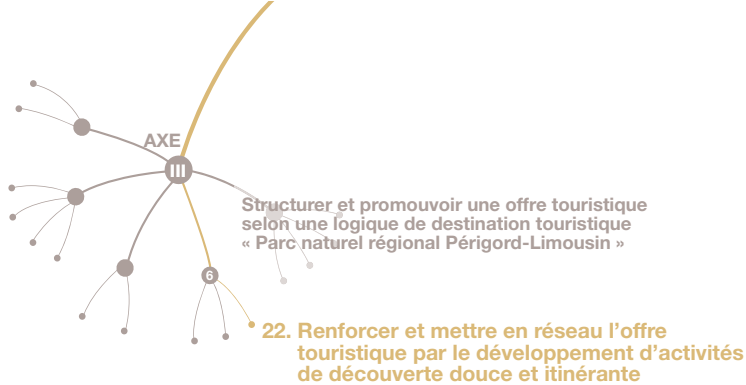 AXE
III
Structurer et promouvoir une offre touristique
selon une logique de destination touristique
« Parc naturel régional Périgord-Limousin »
6
22. Renforcer et mettre en réseau l’offre
touristique par le développement d’activités
de découverte douce et itinérante